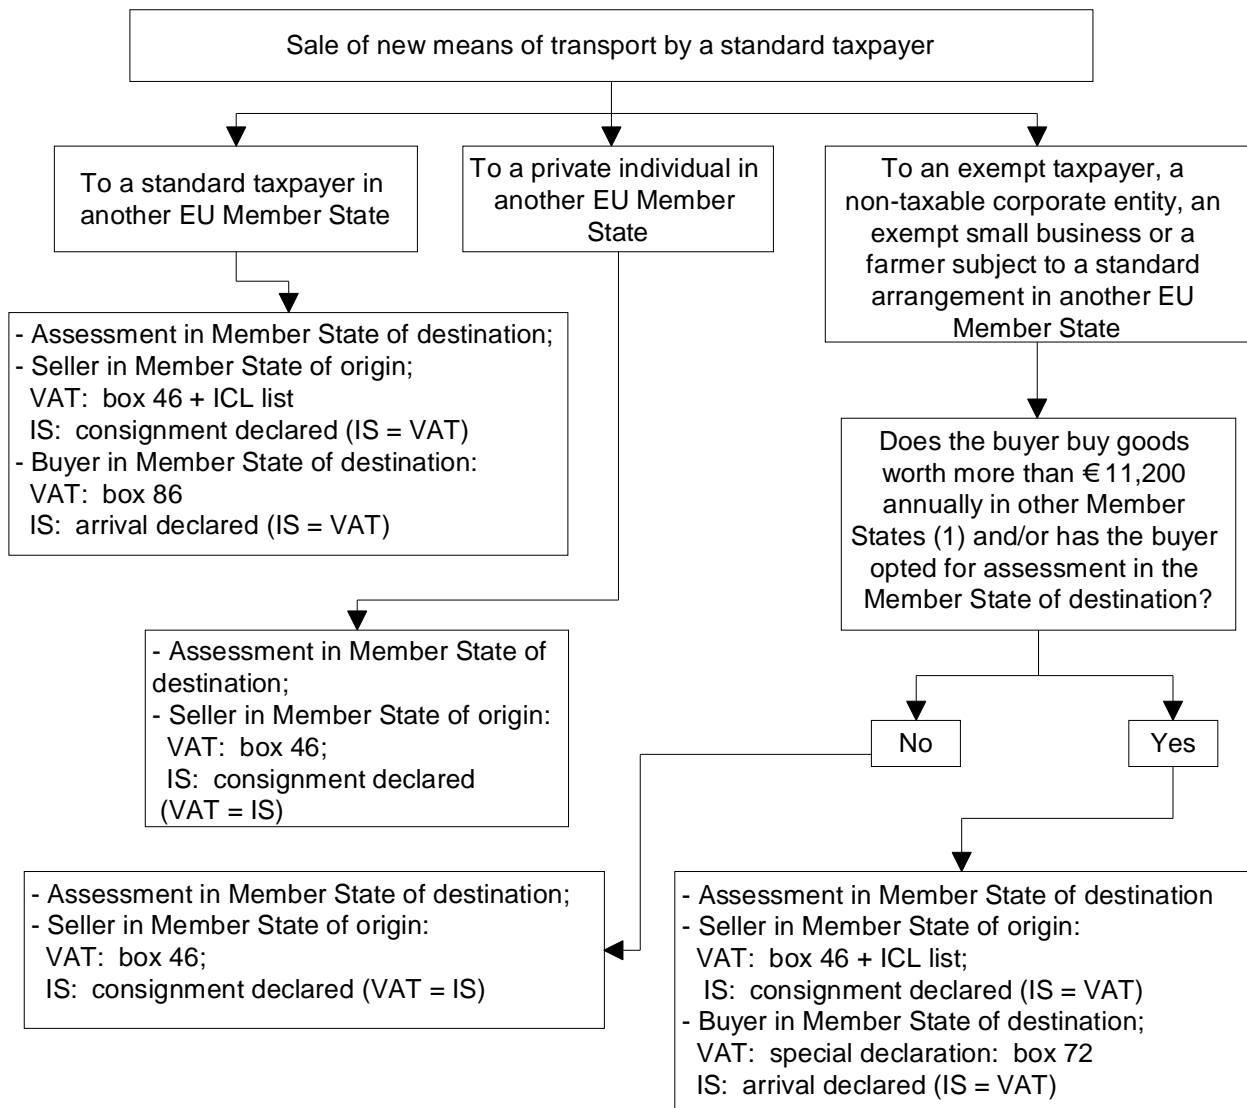 Sale of new means of transport by a standard taxpayer
To a standard taxpayer in
another EU Member State
To a private individual in
another EU Member
State
To an exempt taxpayer, a
non-taxable corporate entity, an
exempt small business or a
farmer subject to a standard
arrangement in another EU
Member State
- Assessment in Member State of destination;
- Seller in Member State of origin;
VAT: box 46 + ICL list
IS: consignment declared (IS = VAT)
- Buyer in Member State of destination:
VAT: box 86
IS: arrival declared (IS = VAT)
Does the buyer buy goods
worth more than € 11,200
annually in other Member
States (1) and/or has the buyer
opted for assessment in the
Member State of destination?
- Assessment in Member State of
destination;
- Seller in Member State of origin:
VAT: box 46;
IS: consignment declared
(VAT = IS)
No
Yes
- Assessment in Member State of destination;
- Seller in Member State of origin:
VAT: box 46;
IS: consignment declared (VAT = IS)
- Assessment in Member State of destination
- Seller in Member State of origin:
VAT: box 46 + ICL list;
IS: consignment declared (IS = VAT)
- Buyer in Member State of destination;
VAT: special declaration: box 72
IS: arrival declared (IS = VAT)